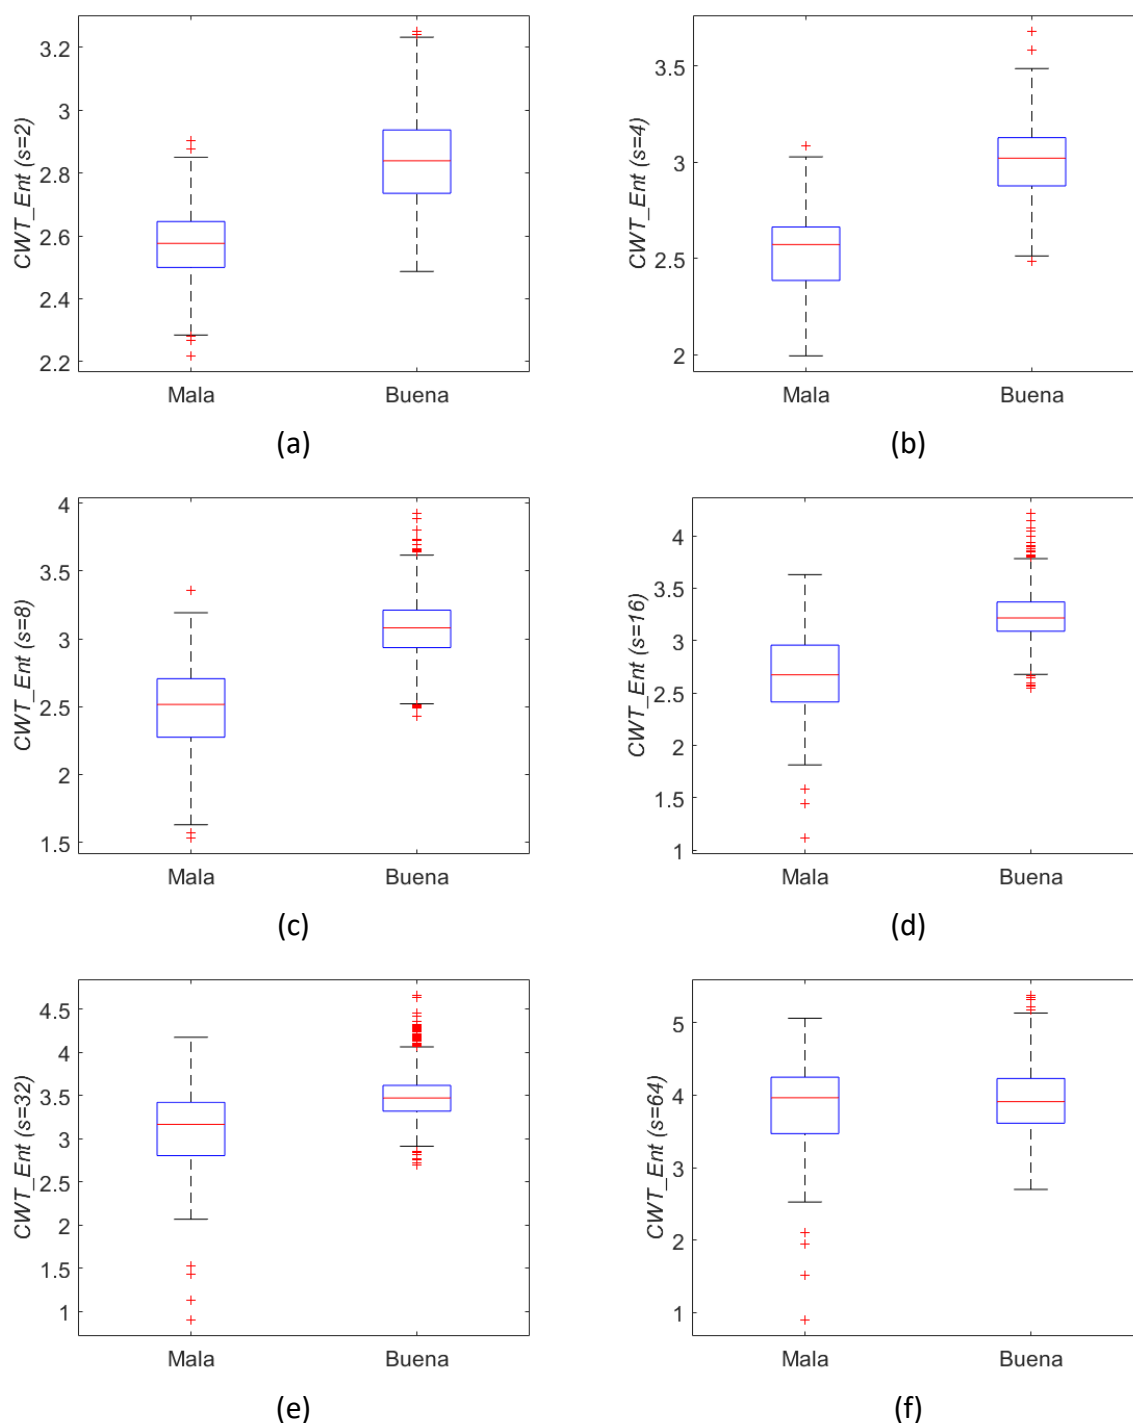 CWT_Ent (s=2)
3.2
3
2.8
2.6
2.4
2.2
Mala Buena
(a)
CWT_Ent (s=4)
3.5
3
2.5
2
Mala Buena
(b)
CWT_Ent (s=8)
4
3.5
3
2.5
2
1.5
Mala Buena
(c)
CWT_Ent (s=16)
4
3.5
3
2.5
2
1.5
1
Mala Buena
(d)
CWT_Ent (s=32)
4.5
4
3.5
3
2.5
2
1.5
1
Mala Buena
(e)
CWT_Ent (s=64)
5
4
3
2
1
Mala Buena
(f)